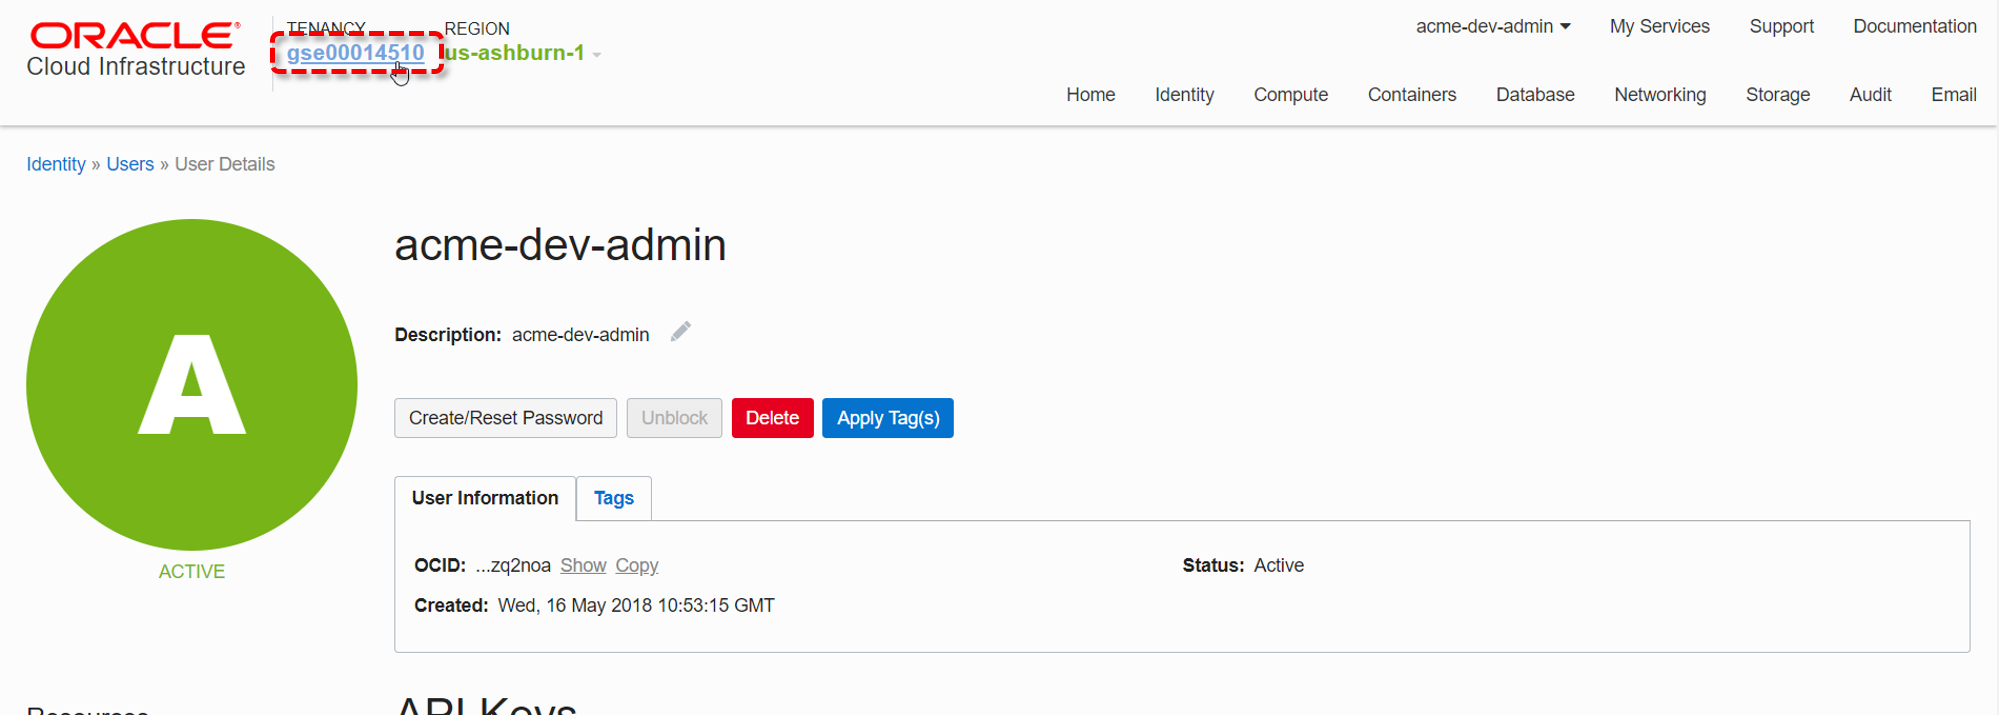 ORACLE®
Cloud Infrastructure
TENANCY
gse00014510
REGION
us-ashburn-1
acme-dev-admin
My Services
Support
Documentation
Home
Identity
Compute
Containers
Database
Networking
Storage
Audit
Email
Identity » Users » User Details
A
ACTIVE
acme-dev-admin
Description: acme-dev-admin
Create/Reset Password
Unblock
Delete
Apply Tag(s)
User Information
Tags
OCID: ...zq2noa Show Copy
Status: Active
Created: Wed, 16 May 2018 10:53:15 GMT
Resources
API Keys